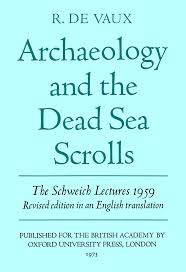 R. DE VAUX
Archaeology
and the
Dead Sea
Scrolls
The Schweich Lectures 1959
Revised edition in an English translation
PUBLISHED FOR THE BRITISH ACADEMY BY
OXFORD UNIVERSITY PRESS, LONDON
1973